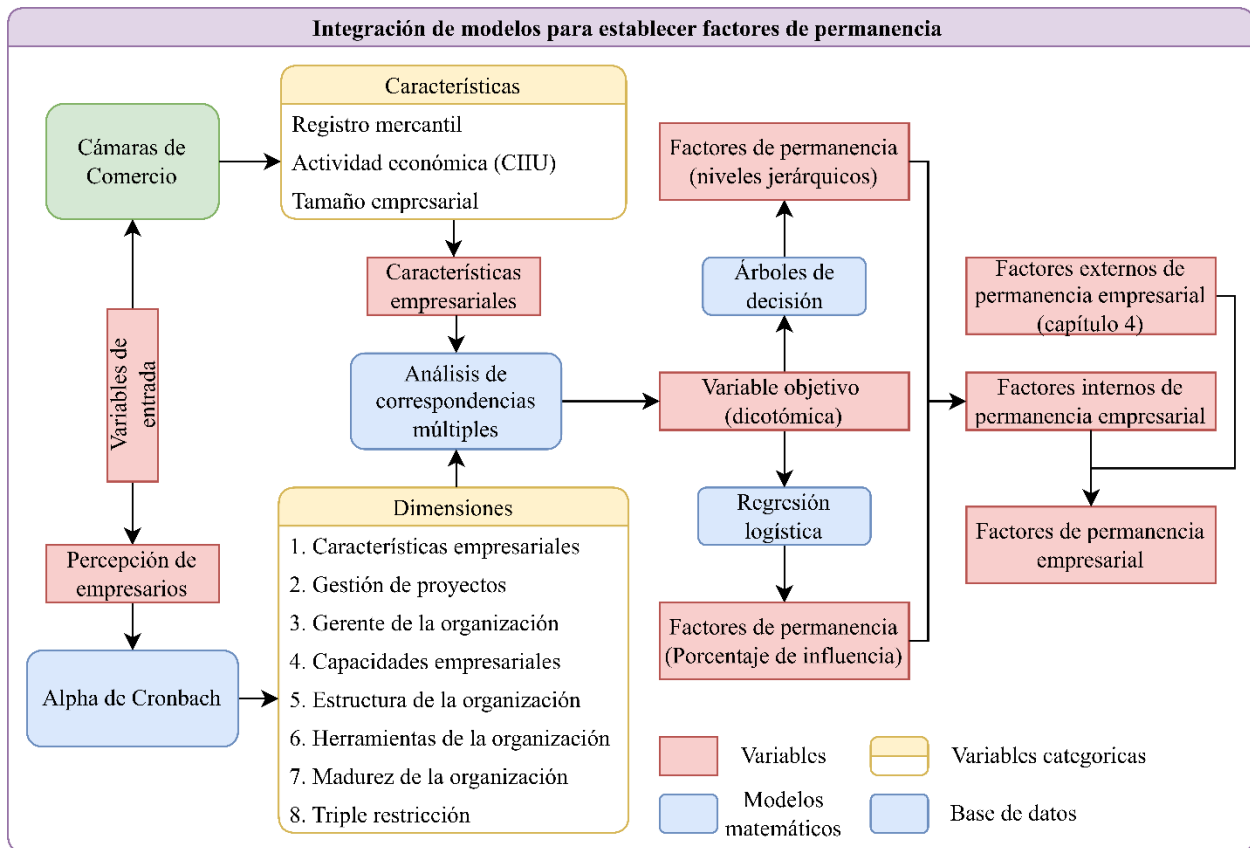 Integración de modelos para establecer factores de permanencia
Cámaras de
Comercio
Características
Registro mercantil
Actividad económica (CIIU)
Tamaño empresarial
Características
empresariales
Análisis de
correspondencias
múltiples
Variables de
entrada
Percepción de
empresarios
Alpha de Cronbach
Dimensiones
1. Características empresariales
2. Gestión de proyectos
3. Gerente de la organización
4. Capacidades empresariales
5. Estructura de la organización
6. Herramientas de la organización
7. Madurez de la organización
8. Triple restricción
Factores de permanencia
(niveles jerárquicos)
Árboles de
decisión
Variable objetivo
(dicotómica)
Regresión
logística
Factores de permanencia
(Porcentaje de influencia)
Factores externos de
permanencia empresarial
(capítulo 4)
Factores internos de
permanencia empresarial
Factores de permanencia
empresarial
Variables
Variables categoricas
Modelos
matemáticos
Base de datos